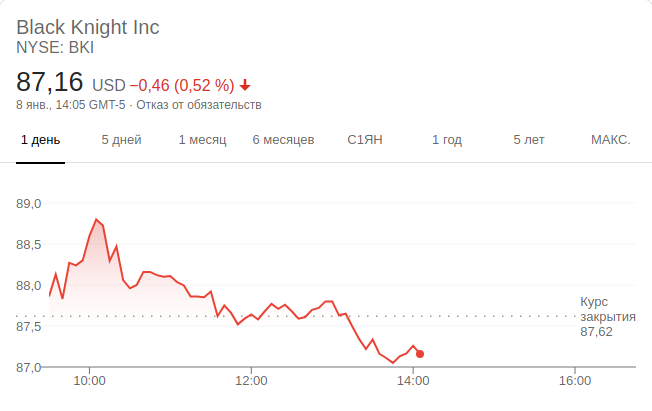 Black Knight Inc
NYSE: BKI
87,16 USD −0,46 (0,52 %)
8 янв., 14:05 GMT-5 · Отказ от обязательств
1 день 5 дней 1 месяц 6 месяцев С1ЯН 1 год 5 лет МАКС.
89,0
88,5
88,0
Курс
закрытия
87,62
87,5
87,0
10:00 12:00 14:00 16:00